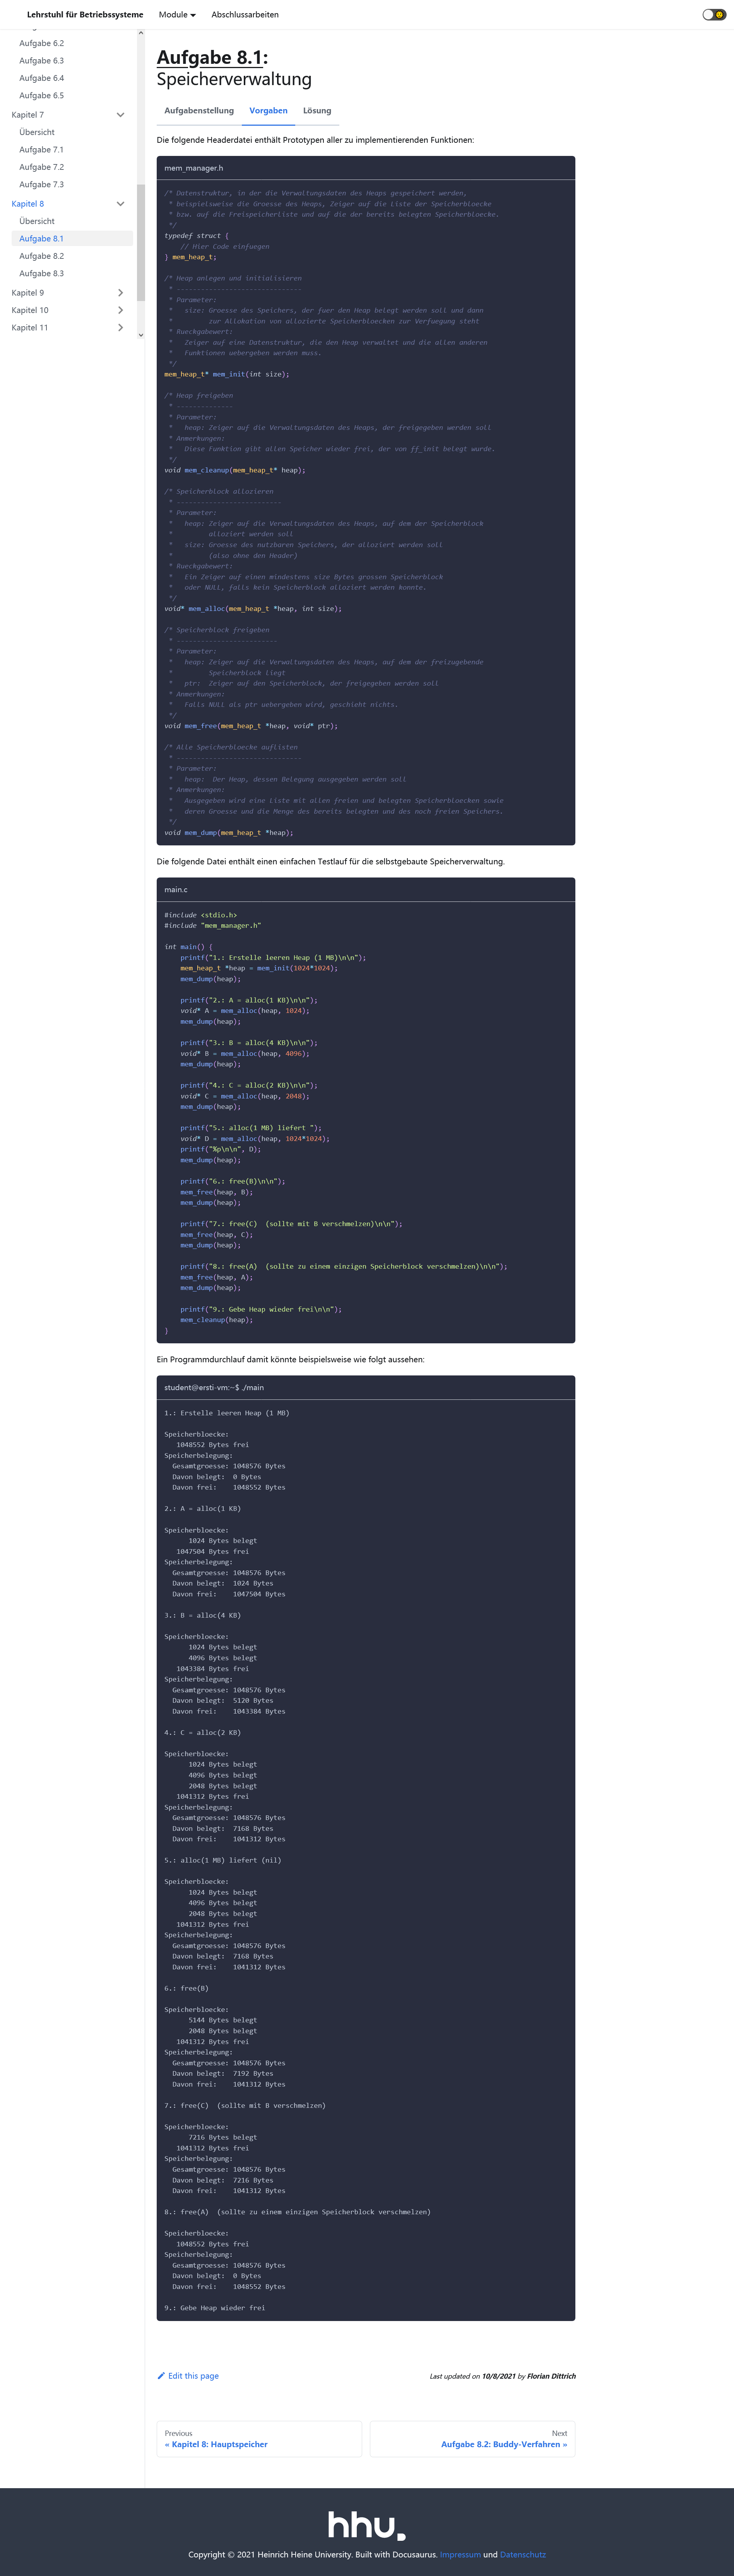 Lehrstuhl für Betriebssysteme
Module
Abschlussarbeiten
Aufgabe 6.2
Aufgabe 6.3
Aufgabe 6.4
Aufgabe 6.5
Kapitel 7
Übersicht
Aufgabe 7.1
Aufgabe 7.2
Aufgabe 7.3
Kapitel 8
Übersicht
Aufgabe 8.1
Aufgabe 8.2
Aufgabe 8.3
Kapitel 9
Kapitel 10
Kapitel 11
Aufgabe 8.1:
Speicherverwaltung
Aufgabenstellung
Vorgaben
Lösung
Die folgende Headerdatei enthält Prototypen aller zu implementierenden Funktionen:
mem_manager.h
/* Datenstruktur, in der die Verwaltungsdaten des Heaps gespeichert werden,
 * beispielsweise die Groesse des Heaps, Zeiger auf die Liste der Speicherbloecke
 * bzw. auf die Freispeicherliste und auf die der bereits belegten Speicherbloecke.
 */
typedef struct {
    // Hier Code einfuegen
} mem_heap_t;
/* Heap anlegen und initialisieren
 * -------------------------------
 * Parameter:
 *   size: Groesse des Speichers, der fuer den Heap belegt werden soll und dann
 *         zur Allokation von allozierte Speicherbloecken zur Verfuegung steht
 * Rueckgabewert:
 *   Zeiger auf eine Datenstruktur, die den Heap verwaltet und die allen anderen
 *   Funktionen uebergeben werden muss.
 */
mem_heap_t* mem_init(int size);
/* Heap freigeben
 * --------------
 * Parameter:
 *   heap: Zeiger auf die Verwaltungsdaten des Heaps, der freigegeben werden soll
 * Anmerkungen:
 *   Diese Funktion gibt allen Speicher wieder frei, der von ff_init belegt wurde.
 */
void mem_cleanup(mem_heap_t* heap);
/* Speicherblock allozieren
 * --------------------------
 * Parameter:
 *   heap: Zeiger auf die Verwaltungsdaten des Heaps, auf dem der Speicherblock
 *         alloziert werden soll
 *   size: Groesse des nutzbaren Speichers, der alloziert werden soll
 *         (also ohne den Header)
 * Rueckgabewert:
 *   Ein Zeiger auf einen mindestens size Bytes grossen Speicherblock
 *   oder NULL, falls kein Speicherblock alloziert werden konnte.
 */
void* mem_alloc(mem_heap_t *heap, int size);
/* Speicherblock freigeben
 * -------------------------
 * Parameter:
 *   heap: Zeiger auf die Verwaltungsdaten des Heaps, auf dem der freizugebende
 *         Speicherblock liegt
 *   ptr:  Zeiger auf den Speicherblock, der freigegeben werden soll
 * Anmerkungen:
 *   Falls NULL als ptr uebergeben wird, geschieht nichts.
 */
void mem_free(mem_heap_t *heap, void* ptr);
/* Alle Speicherbloecke auflisten
 * -------------------------------
 * Parameter:
 *   heap:  Der Heap, dessen Belegung ausgegeben werden soll
 * Anmerkungen:
 *   Ausgegeben wird eine Liste mit allen freien und belegten Speicherbloecken sowie
 *   deren Groesse und die Menge des bereits belegten und des noch freien Speichers.
 */
void mem_dump(mem_heap_t *heap);
Die folgende Datei enthält einen einfachen Testlauf für die selbstgebaute Speicherverwaltung.
main.c
#include <stdio.h>
#include "mem_manager.h"
int main() {
    printf("1.: Erstelle leeren Heap (1 MB)\n\n");
    mem_heap_t *heap = mem_init(1024*1024);
    mem_dump(heap);
    printf("2.: A = alloc(1 KB)\n\n");
    void* A = mem_alloc(heap, 1024);
    mem_dump(heap);
    printf("3.: B = alloc(4 KB)\n\n");
    void* B = mem_alloc(heap, 4096);
    mem_dump(heap);
    printf("4.: C = alloc(2 KB)\n\n");
    void* C = mem_alloc(heap, 2048);
    mem_dump(heap);
    printf("5.: alloc(1 MB) liefert ");
    void* D = mem_alloc(heap, 1024*1024);
    printf("%p\n\n", D);
    mem_dump(heap);
    printf("6.: free(B)\n\n");
    mem_free(heap, B);
    mem_dump(heap);
    printf("7.: free(C)  (sollte mit B verschmelzen)\n\n");
    mem_free(heap, C);
    mem_dump(heap);
    printf("8.: free(A)  (sollte zu einem einzigen Speicherblock verschmelzen)\n\n");
    mem_free(heap, A);
    mem_dump(heap);
    printf("9.: Gebe Heap wieder frei\n\n");
    mem_cleanup(heap);
}
Ein Programmdurchlauf damit könnte beispielsweise wie folgt aussehen:
student@ersti-vm:~$ ./main
1.: Erstelle leeren Heap (1 MB)
Speicherbloecke:
   1048552 Bytes frei
Speicherbelegung:
  Gesamtgroesse: 1048576 Bytes
  Davon belegt:  0 Bytes
  Davon frei:    1048552 Bytes
2.: A = alloc(1 KB)
Speicherbloecke:
      1024 Bytes belegt
   1047504 Bytes frei
Speicherbelegung:
  Gesamtgroesse: 1048576 Bytes
  Davon belegt:  1024 Bytes
  Davon frei:    1047504 Bytes
3.: B = alloc(4 KB)
Speicherbloecke:
      1024 Bytes belegt
      4096 Bytes belegt
   1043384 Bytes frei
Speicherbelegung:
  Gesamtgroesse: 1048576 Bytes
  Davon belegt:  5120 Bytes
  Davon frei:    1043384 Bytes
4.: C = alloc(2 KB)
Speicherbloecke:
      1024 Bytes belegt
      4096 Bytes belegt
      2048 Bytes belegt
   1041312 Bytes frei
Speicherbelegung:
  Gesamtgroesse: 1048576 Bytes
  Davon belegt:  7168 Bytes
  Davon frei:    1041312 Bytes
5.: alloc(1 MB) liefert (nil)
Speicherbloecke:
      1024 Bytes belegt
      4096 Bytes belegt
      2048 Bytes belegt
   1041312 Bytes frei
Speicherbelegung:
  Gesamtgroesse: 1048576 Bytes
  Davon belegt:  7168 Bytes
  Davon frei:    1041312 Bytes
6.: free(B)
Speicherbloecke:
      5144 Bytes belegt
      2048 Bytes belegt
   1041312 Bytes frei
Speicherbelegung:
  Gesamtgroesse: 1048576 Bytes
  Davon belegt:  7192 Bytes
  Davon frei:    1041312 Bytes
7.: free(C)  (sollte mit B verschmelzen)
Speicherbloecke:
      7216 Bytes belegt
   1041312 Bytes frei
Speicherbelegung:
  Gesamtgroesse: 1048576 Bytes
  Davon belegt:  7216 Bytes
  Davon frei:    1041312 Bytes
8.: free(A)  (sollte zu einem einzigen Speicherblock verschmelzen)
Speicherbloecke:
   1048552 Bytes frei
Speicherbelegung:
  Gesamtgroesse: 1048576 Bytes
  Davon belegt:  0 Bytes
  Davon frei:    1048552 Bytes
9.: Gebe Heap wieder frei
Edit this page
Last updated on 10/8/2021 by Florian Dittrich
Previous
« Kapitel 8: Hauptspeicher
Next
Aufgabe 8.2: Buddy-Verfahren »
hhu.
Copyright © 2021 Heinrich Heine University. Built with Docusaurus. Impressum und Datenschutz